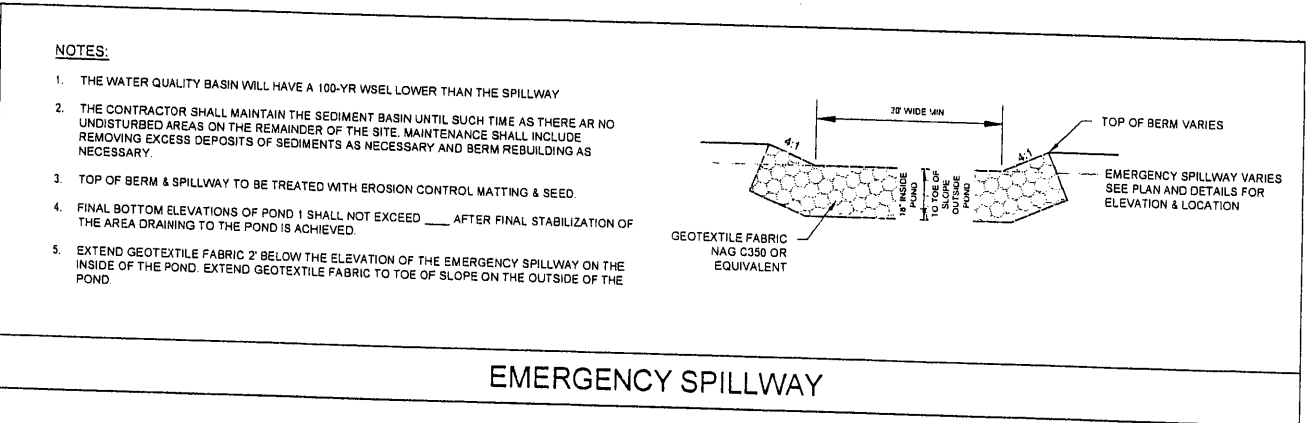 NOTES:
1. THE WATER QUALITY BASIN WILL HAVE A 100-YR WSEL LOWER THAN THE SPILLWAY
2. THE CONTRACTOR SHALL MAINTAIN THE SEDIMENT BASIN UNTIL SUCH TIME AS THERE AR NO
UNDISTURBED AREAS ON THE REMAINDER OF THE SITE. MAINTENANCE SHALL INCLUDE
REMOVING EXCESS DEPOSITS OF SEDIMENTS AS NECESSARY AND BERM REBUILDING AS
NECESSARY.
3. TOP OF BERM & SPILLWAY TO BE TREATED WITH EROSION CONTROL MATTING & SEED.
4. FINAL BOTTOM ELEVATIONS OF POND 1 SHALL NOT EXCEED ____ AFTER FINAL STABILIZATION OF
THE AREA DRAINING TO THE POND IS ACHIEVED.
5. EXTEND GEOTEXTILE FABRIC 2' BELOW THE ELEVATION OF THE EMERGENCY SPILLWAY ON THE
INSIDE OF THE POND. EXTEND GEOTEXTILE FABRIC TO TOE OF SLOPE ON THE OUTSIDE OF THE
POND.
20' WIDE MIN
4:1
4:1
TOP OF BERM VARIES
EMERGENCY SPILLWAY VARIES
SEE PLAN AND DETAILS FOR
ELEVATION & LOCATION
18" INSIDE
POND
TO TOE OF
SLOPE
OUTSIDE
POND
GEOTEXTILE FABRIC
NAG C350 OR
EQUIVALENT
EMERGENCY SPILLWAY